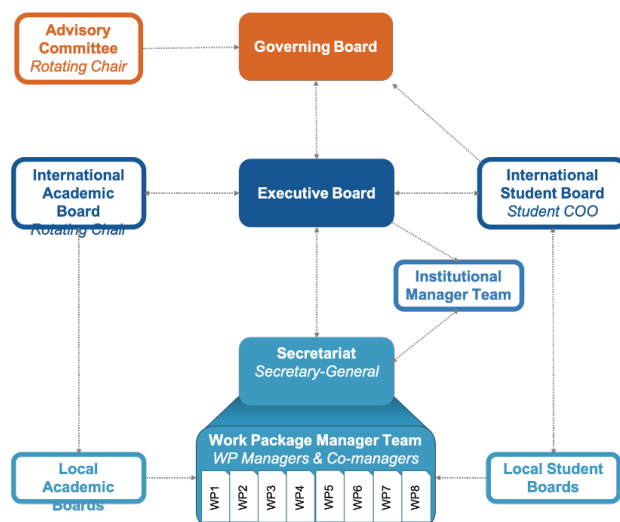 Advisory
Committee
Rotating Chair
Governing Board
International
Academic
Board
Rotating Chair
Executive Board
International
Student Board
Student COO
Institutional
Manager Team
Secretariat
Secretary-General
Work Package Manager Team
WP Managers & Co-managers
WP1
WP2
WP3
WP4
WP5
WP6
WP7
WP8
Local
Academic
Boards
Local Student
Boards